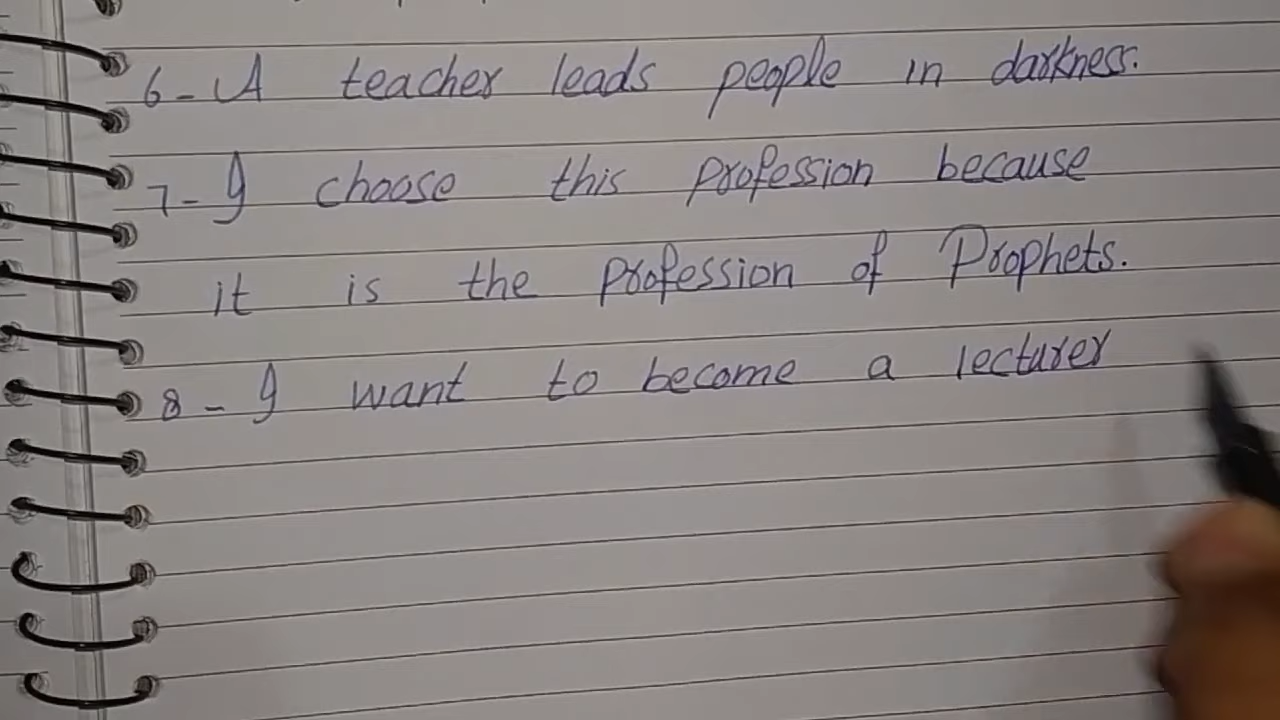 6- A teacher leads people in darkness.
7- I choose this profession because
it is the profession of Prophets.
8- I want to become a lecturer